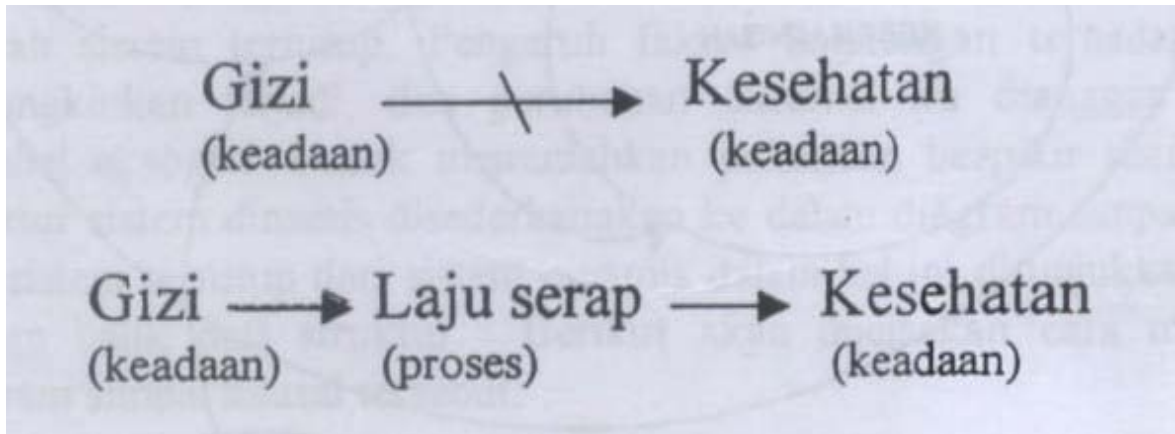 Gizi Kesehatan
(keadaan) (keadaan)
Gizi Laju serap Kesehatan
(keadaan) (proses) (keadaan)